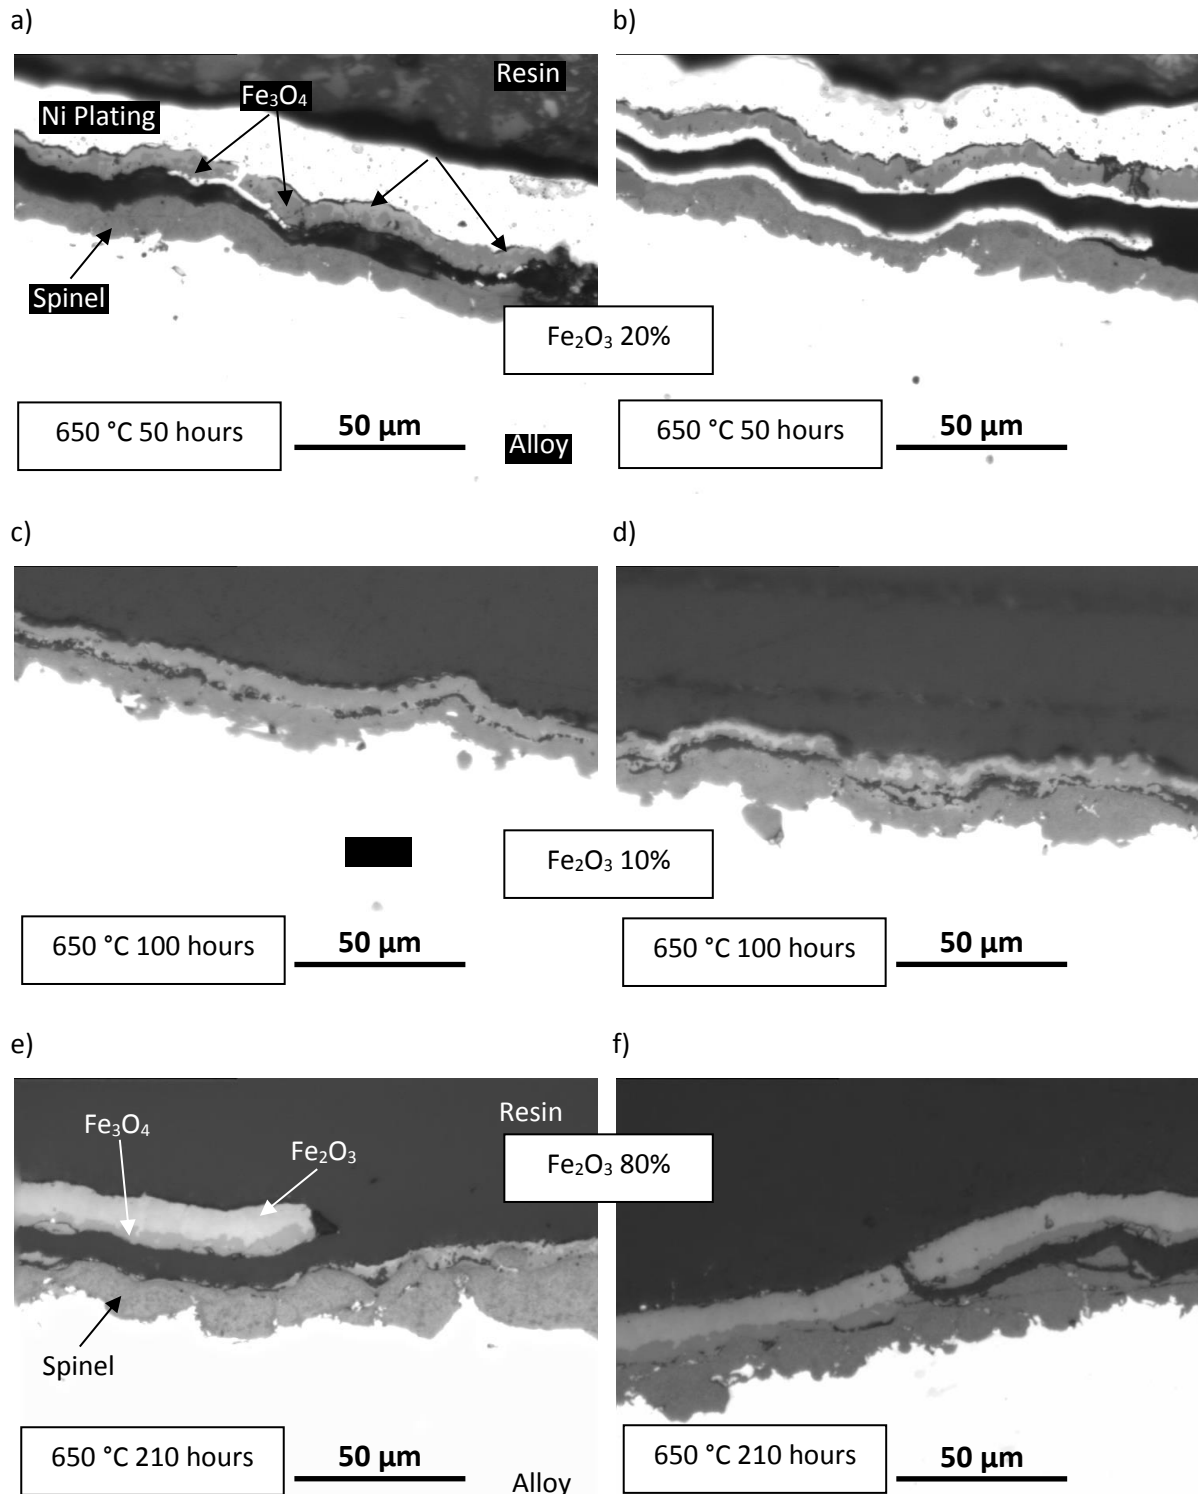 a)
b)
Resin
Ni Plating
Fe₃O₄
Spinel
Fe₂O₃ 20%
650 °C 50 hours
50 µm
Alloy
650 °C 50 hours
50 µm
c)
d)
Fe₂O₃ 10%
650 °C 100 hours
50 µm
650 °C 100 hours
50 µm
e)
f)
Resin
Fe₃O₄
Fe₂O₃
Fe₂O₃ 80%
Spinel
650 °C 210 hours
50 µm
Alloy
650 °C 210 hours
50 µm